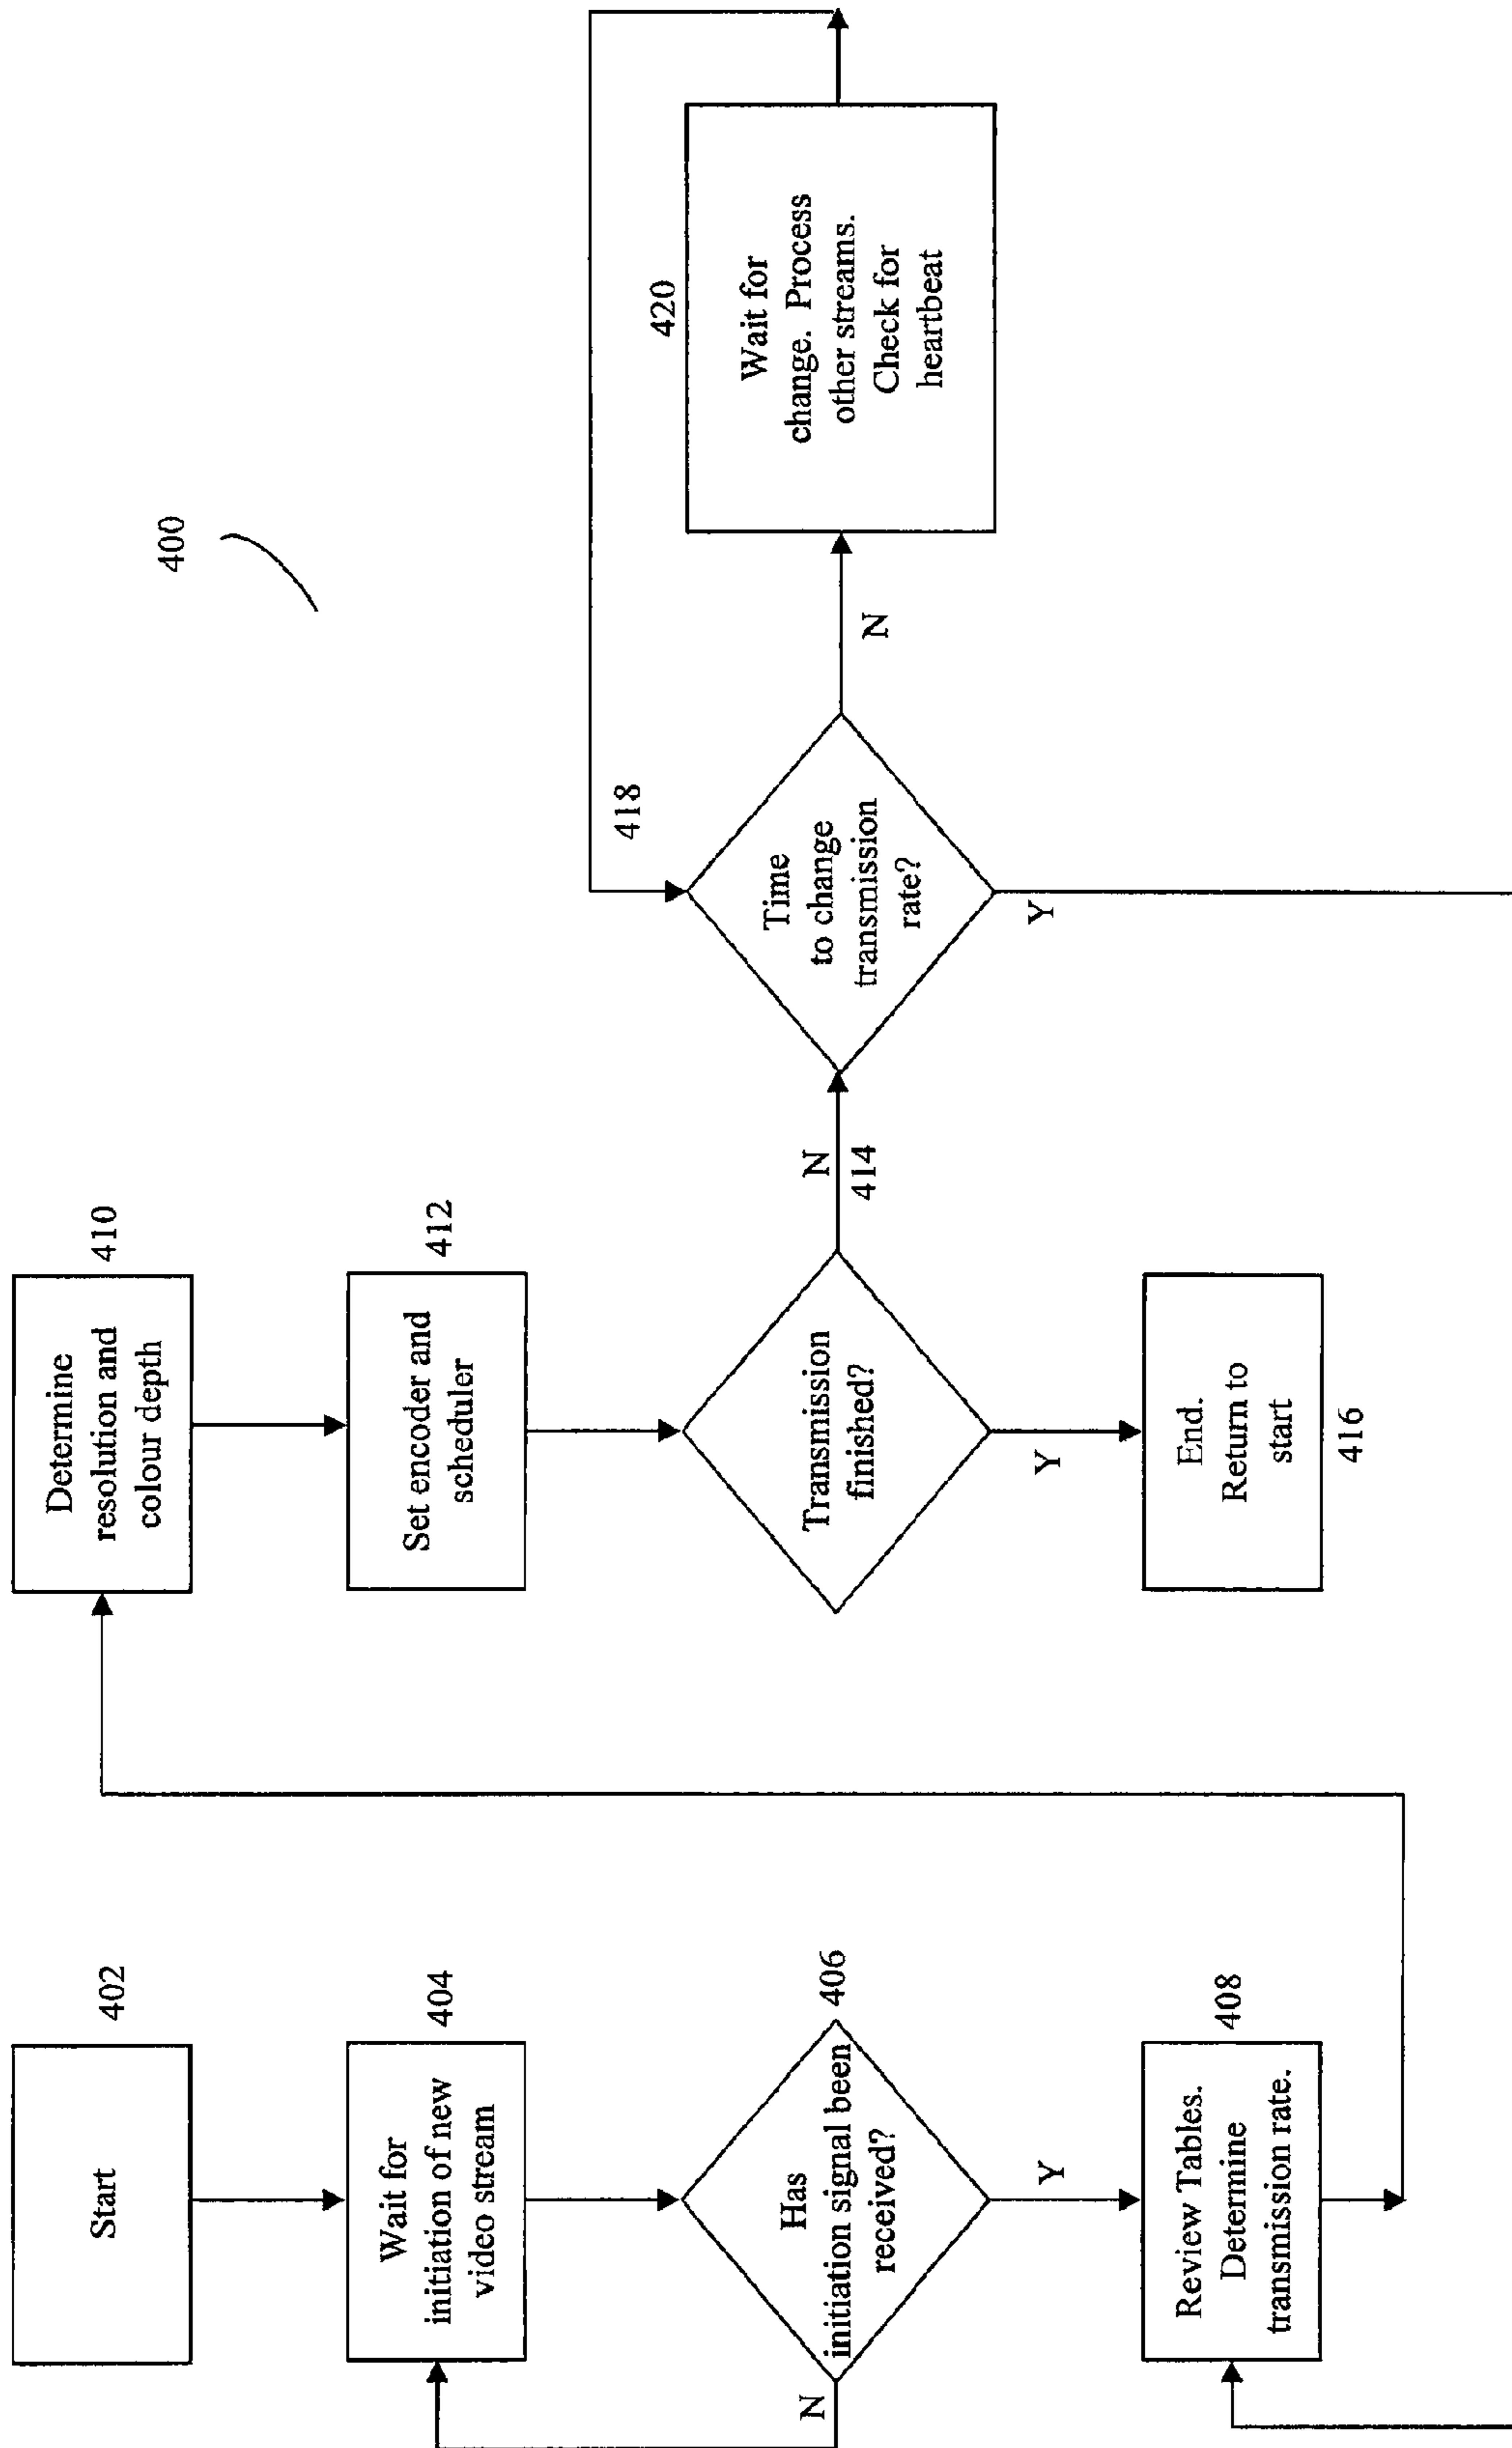 400
402
Start
404
Wait for
initiation of new
video stream
406
Has
initiation signal been
received?
N
Y
408
Review Tables.
Determine
transmission rate.
410
Determine
resolution and
colour depth
412
Set encoder and
scheduler
Transmission
finished?
N
414
Y
End.
Return to
start
416
418
Time
to change
transmission
rate?
N
Y
420
Wait for
change. Process
other streams.
Check for
heartbeat